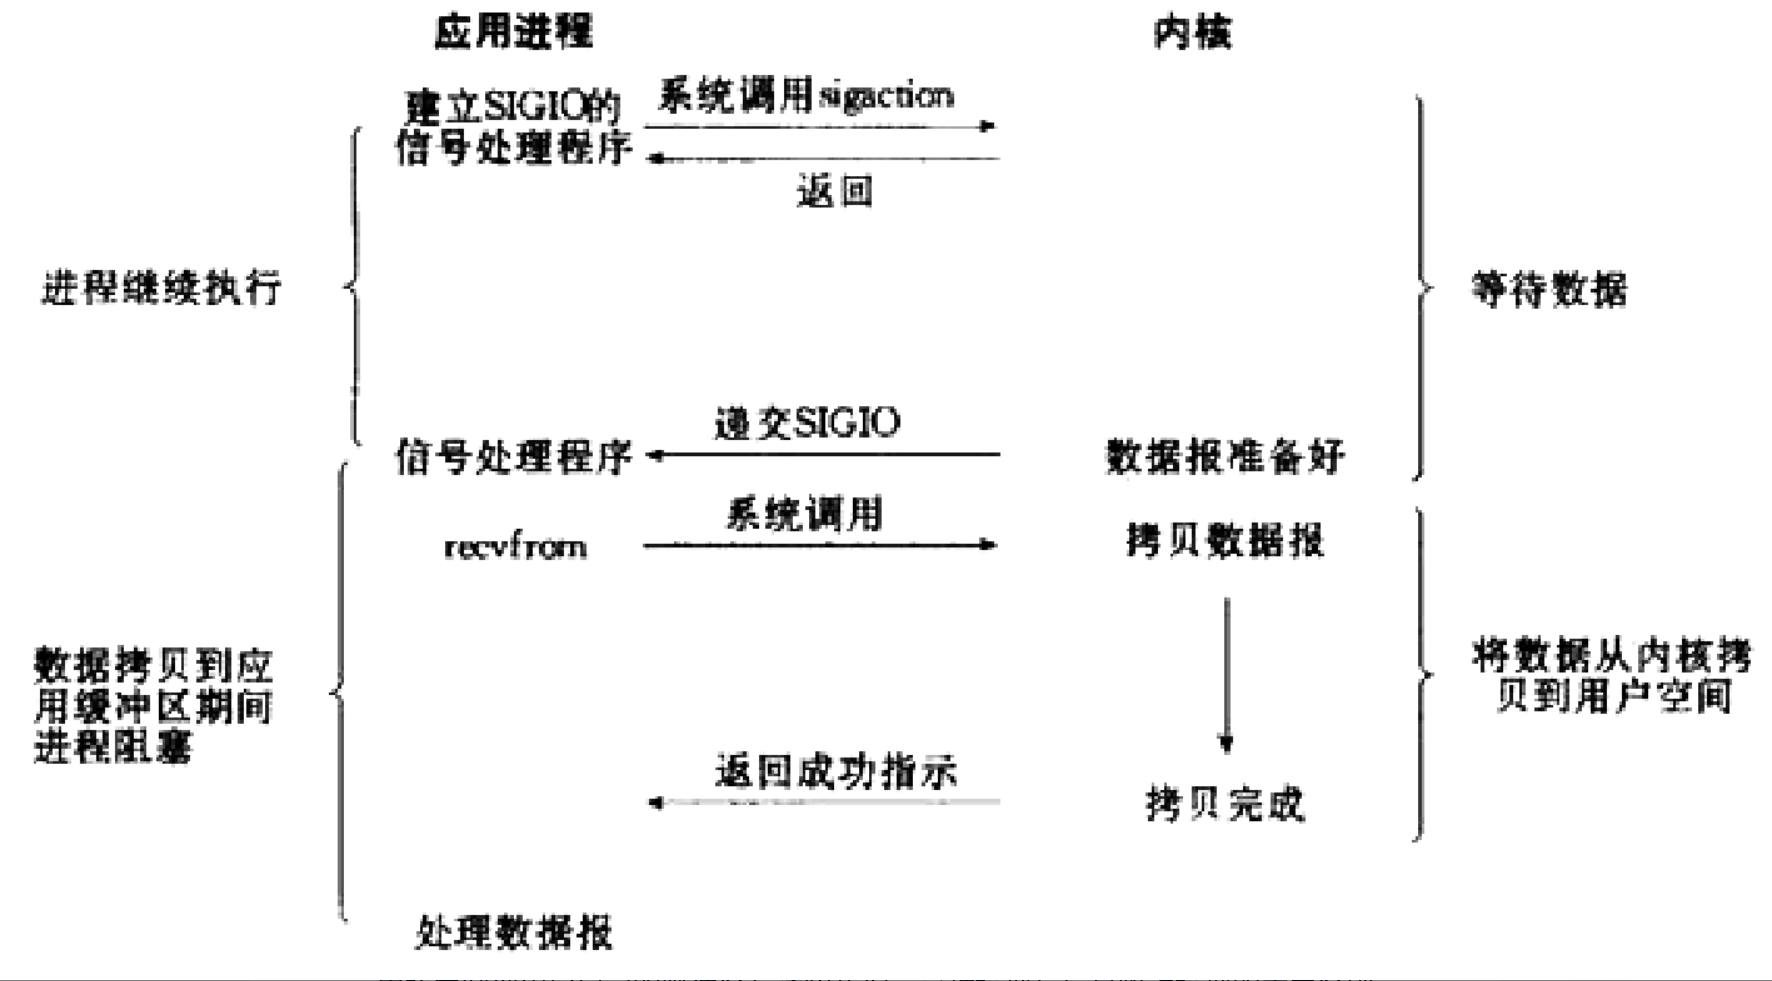 应用进程
内核
建立SIGIO的
信号处理程序
系统调用sigaction
返回
进程继续执行
等待数据
递交SIGIO
信号处理程序
数据报准备好
系统调用
recvfrom
拷贝数据报
数据拷贝到应
用缓冲区期间
进程阻塞
将数据从内核拷
贝到用户空间
返回成功指示
拷贝完成
处理数据报